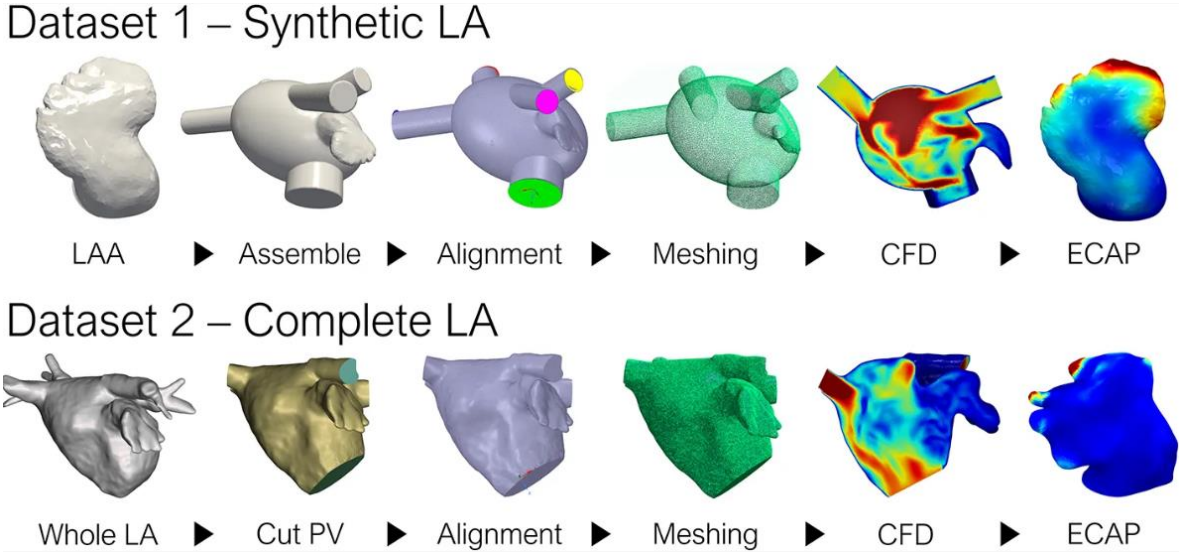 Dataset 1 – Synthetic LA
LAA ▶ Assemble ▶ Alignment ▶ Meshing ▶ CFD ▶ ECAP
Dataset 2 – Complete LA
Whole LA ▶ Cut PV ▶ Alignment ▶ Meshing ▶ CFD ▶ ECAP